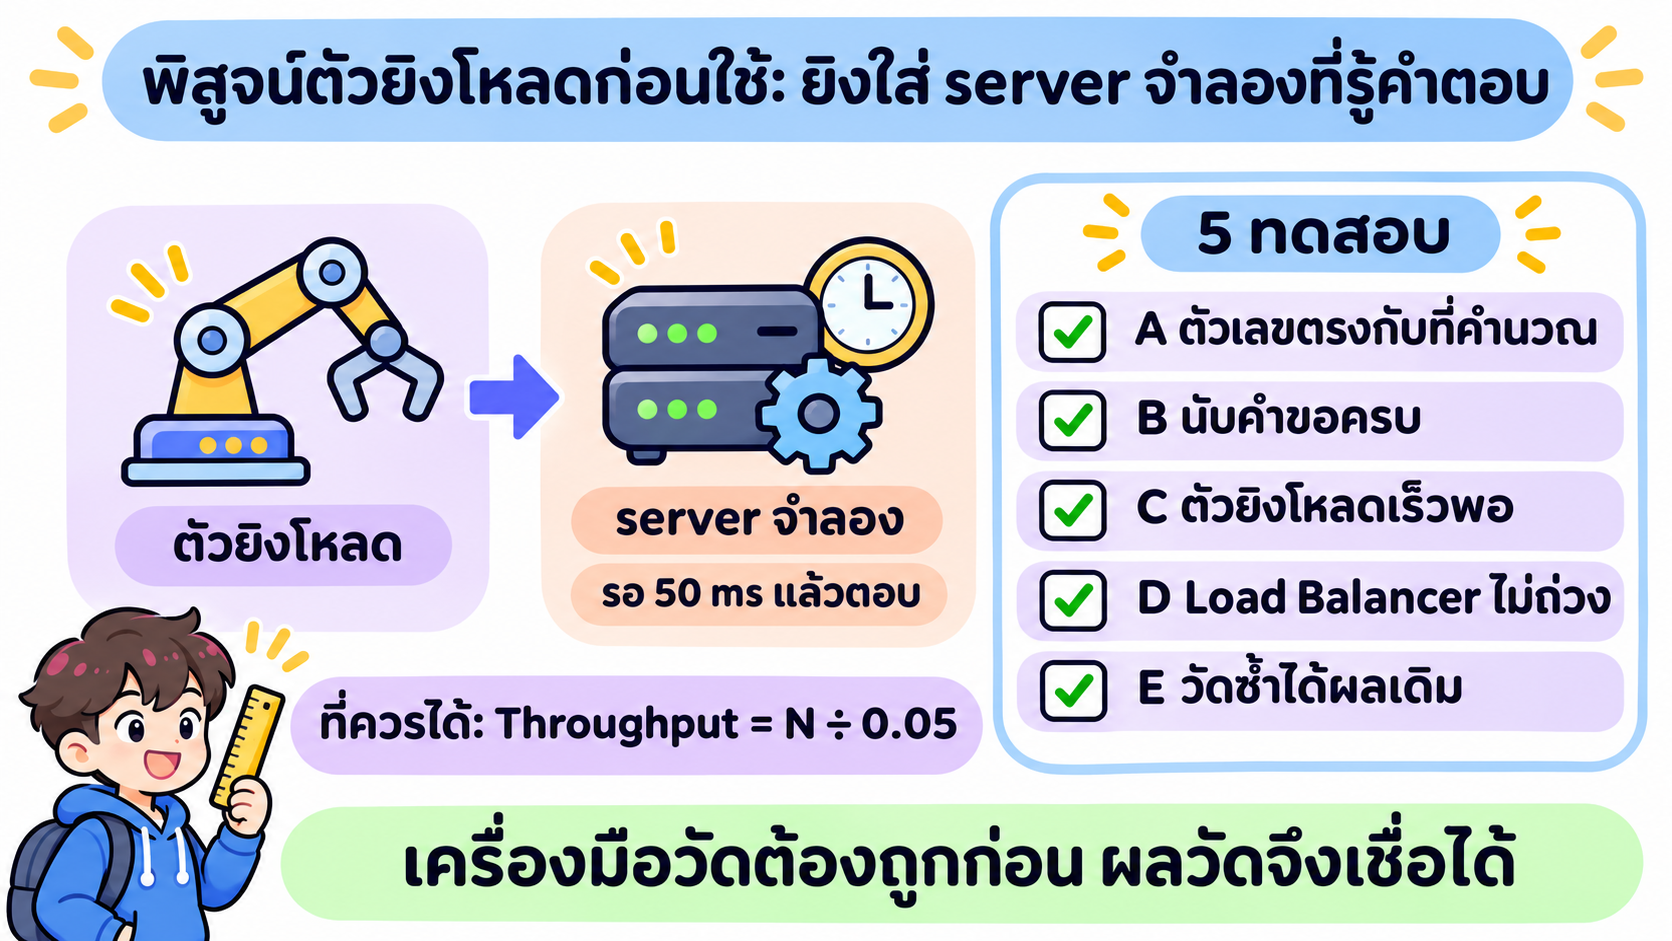 พิสูจน์ตัวยิงโหลดก่อนใช้: ยิงใส่ server จำลองที่รู้คำตอบ
ตัวยิงโหลด
server จำลอง
รอ 50 ms แล้วตอบ
5 ทดสอบ
A ตัวเลขตรงกับที่คำนวณ
B นับคำขอครบ
C ตัวยิงโหลดเร็วพอ
D Load Balancer ไม่ถ่วง
E วัดซ้ำได้ผลเดิม
ที่ควรได้: Throughput = N ÷ 0.05
เครื่องมือวัดต้องถูกก่อน ผลวัดจึงเชื่อได้